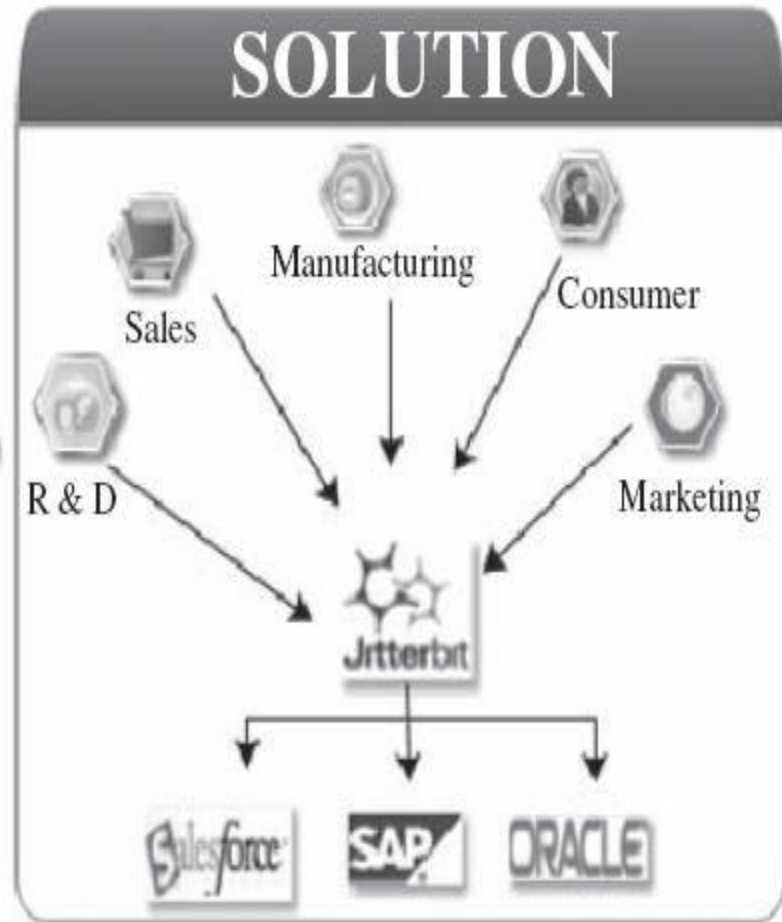 SOLUTION
Manufacturing
Consumer
Sales
R & D
Marketing
Jitterbit
salesforce
SAP
ORACLE